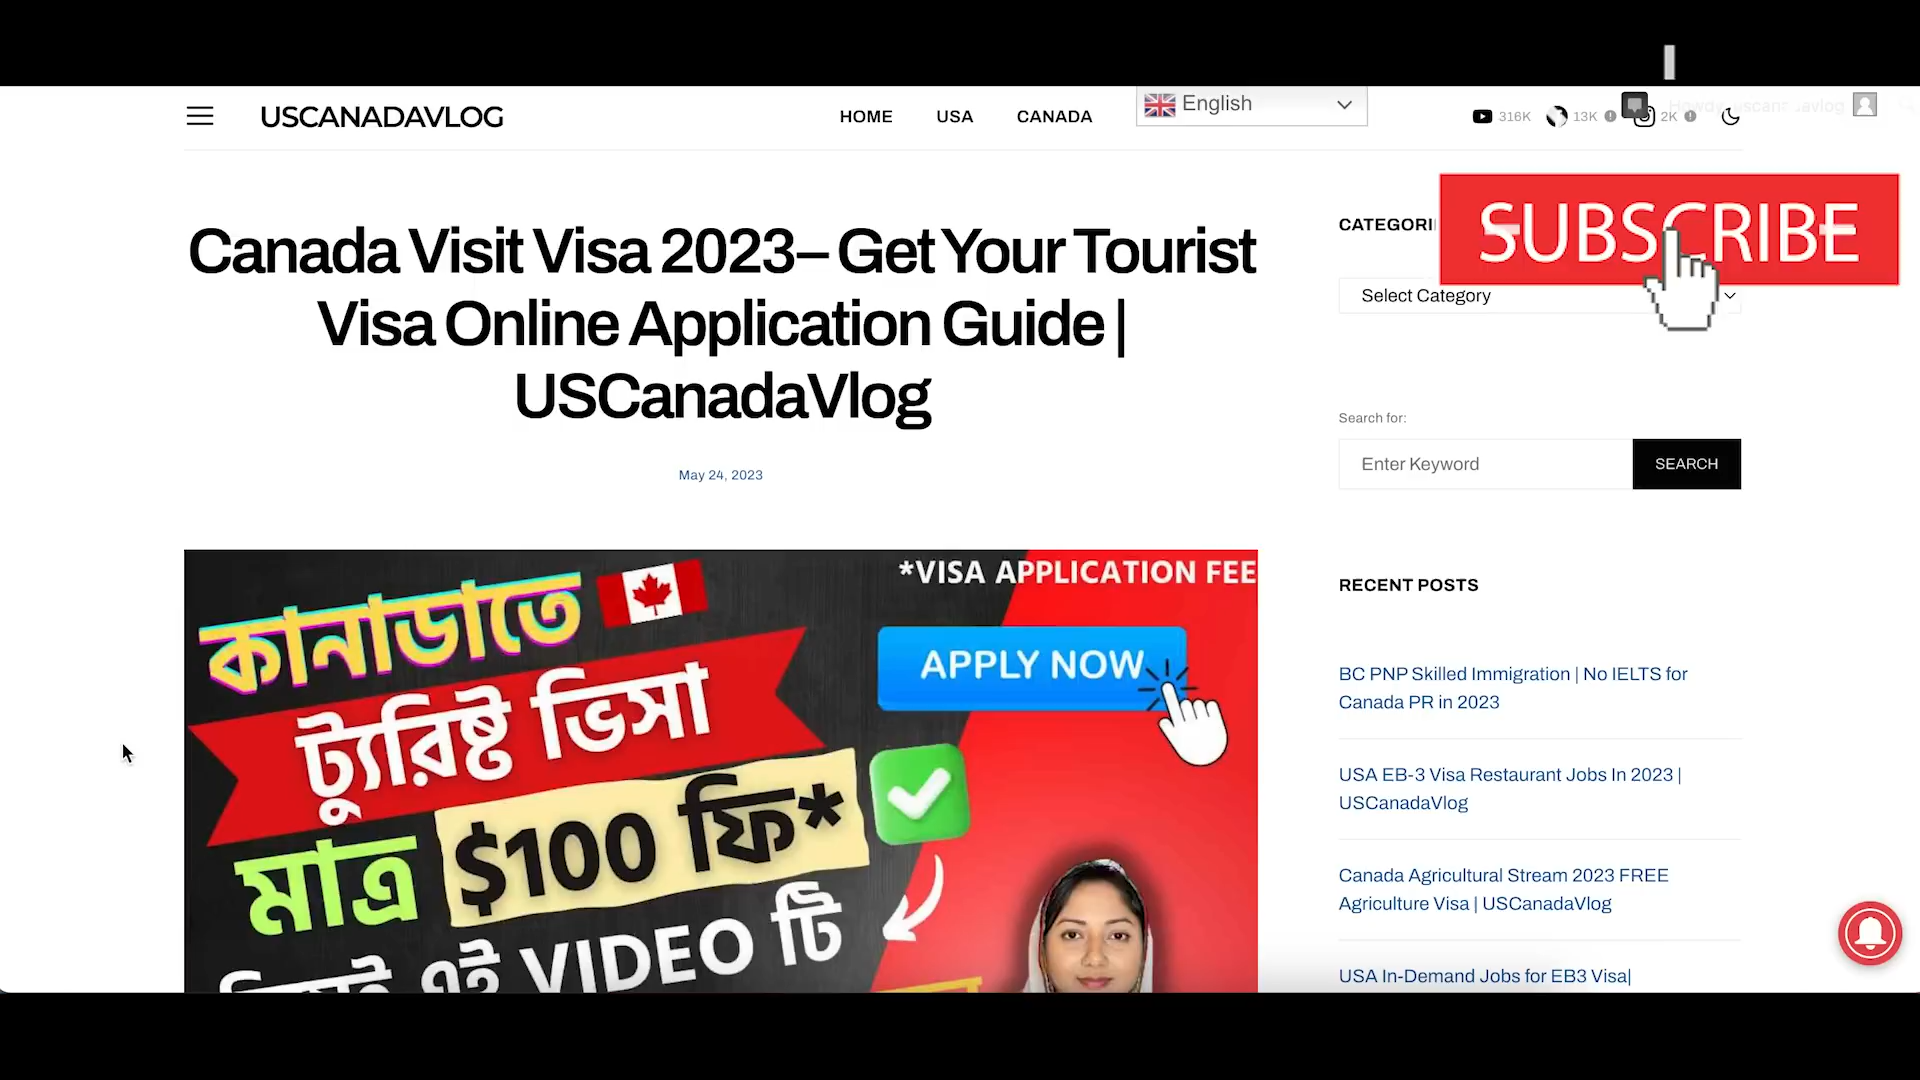 USCANADAVLOG
HOME
USA
CANADA
English
316K
13K
2K
Canada Visit Visa 2023– Get Your Tourist
Visa Online Application Guide |
USCanadaVlog
May 24, 2023
*VISA APPLICATION FEE
কানাডাতে
ট্যুরিষ্ট ভিসা
মাত্র $100 ফি*
এই VIDEO টি
APPLY NOW
CATEGORI
SUBSCRIBE
Select Category
Search for:
Enter Keyword
SEARCH
RECENT POSTS
BC PNP Skilled Immigration | No IELTS for
Canada PR in 2023
USA EB-3 Visa Restaurant Jobs In 2023 |
USCanadaVlog
Canada Agricultural Stream 2023 FREE
Agriculture Visa | USCanadaVlog
USA In-Demand Jobs for EB3 Visa|